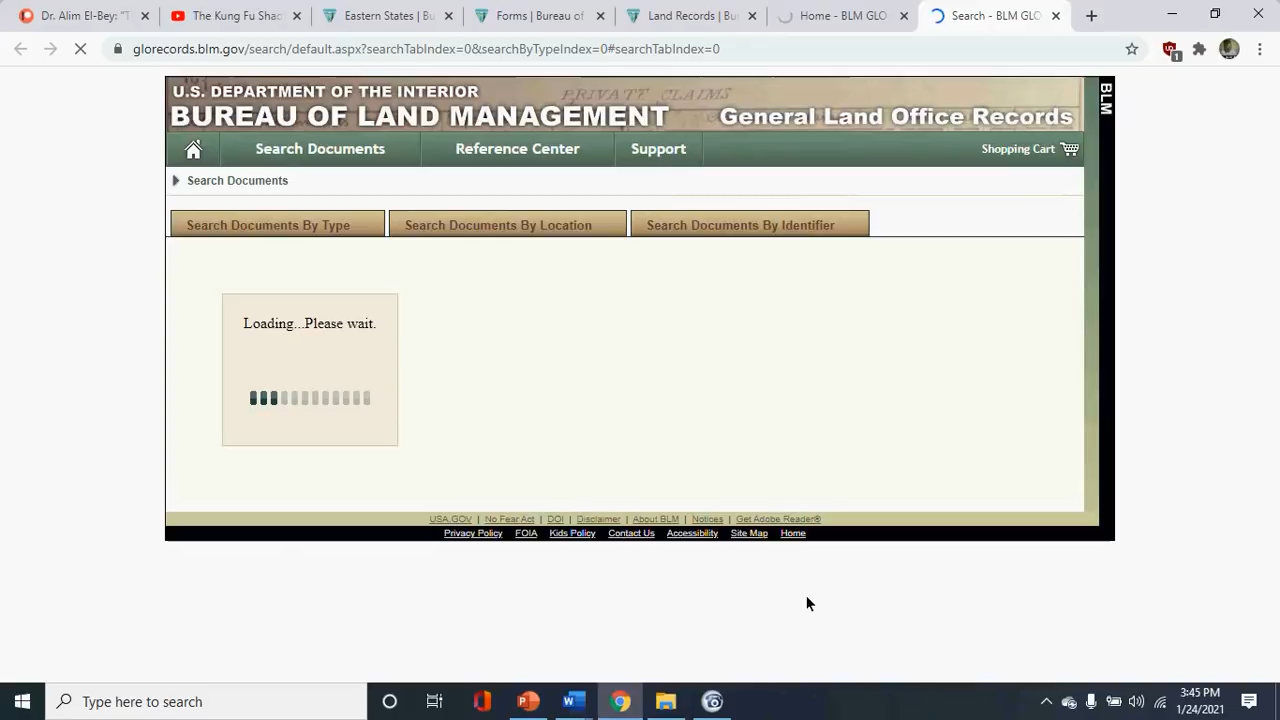 Dr. Alim El-Bey: "T
The Kung Fu Shao
Eastern States | Bu
Forms | Bureau of
Land Records | Bu
Home - BLM GLO
Search - BLM GLO
glorecords.blm.gov/search/default.aspx?searchTabIndex=0&searchByTypeIndex=0#searchTabIndex=0
1
PRIVATE CLAIMS
U.S. DEPARTMENT OF THE INTERIOR
BUREAU OF LAND MANAGEMENT
General Land Office Records
BLM
Search Documents
Reference Center
Support
Shopping Cart
Search Documents
Search Documents By Type
Search Documents By Location
Search Documents By Identifier
Loading...Please wait.
USA.GOV | No Fear Act | DOI | Disclaimer | About BLM | Notices | Get Adobe Reader®
Privacy Policy FOIA Kids Policy Contact Us Accessibility Site Map Home
Type here to search
3:45 PM
1/24/2021